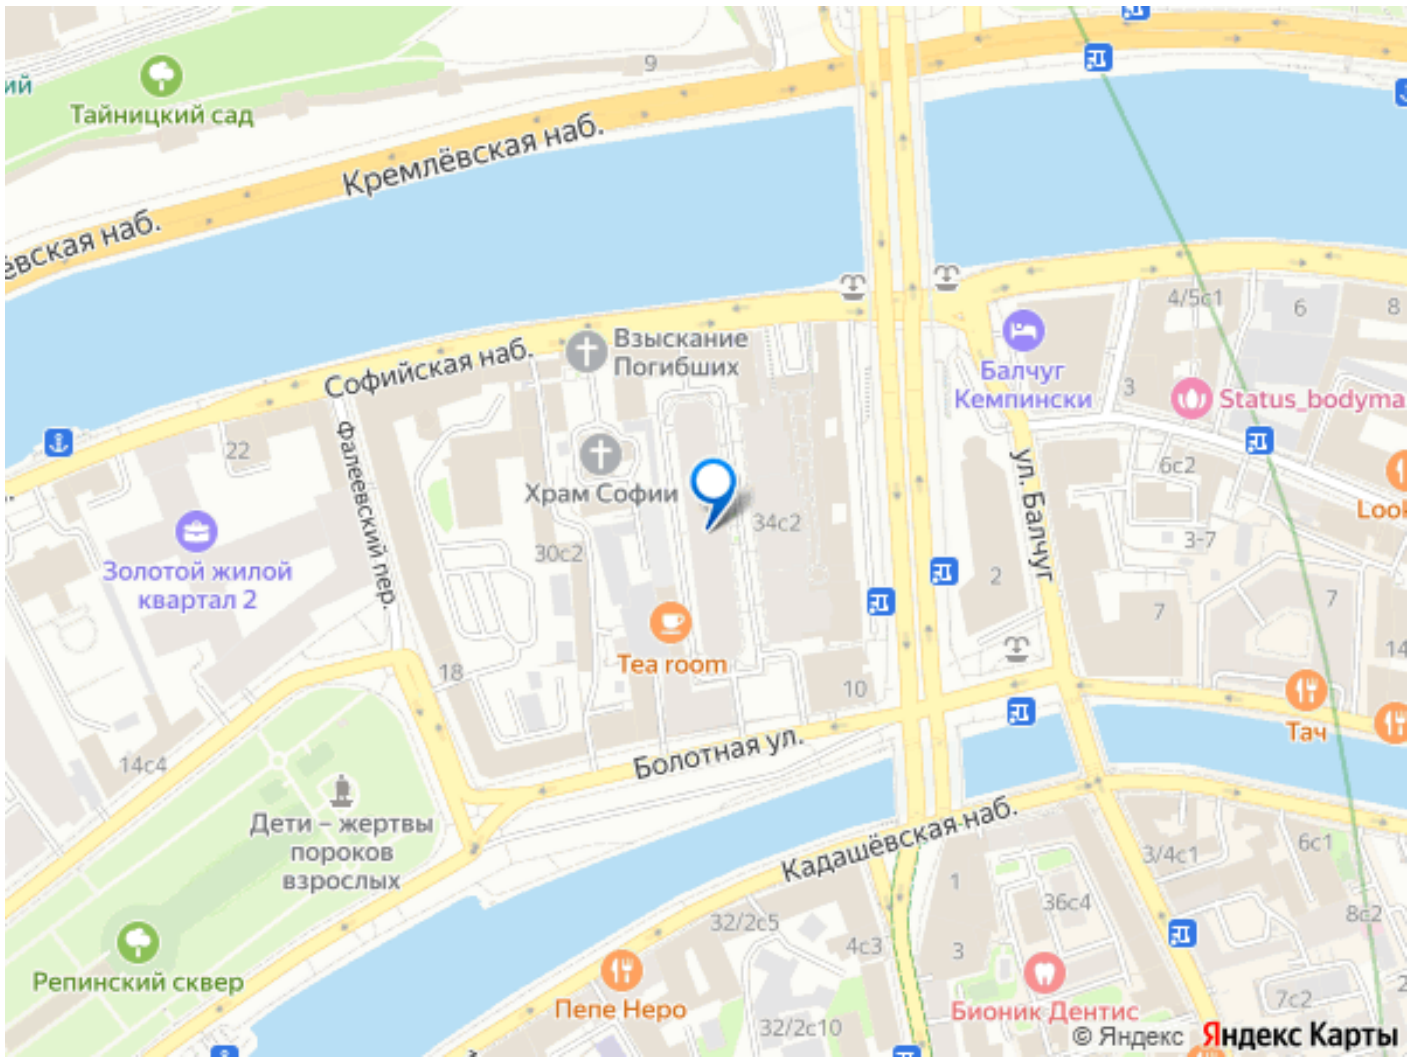 9
ий
Тайницкий сад
Кремлёвская наб.
ёвская наб.
4/5с1
6
8
Взыскание
Погибших
Софийская наб.
Балчуг
Кемпински
3
Status_bodyma
22
Фалеевский пер.
Храм Софии
ул. Балчуг
6с2
Look
34с2
3-7
Золотой жилой
квартал 2
30с2
2
7
7
Tea room
14
18
10
Тач
Болотная ул.
14с4
Дети – жертвы
пороков
взрослых
Кадашёвская наб.
3/4с1
6с1
1
36с4
32/2с5
8с2
4с3
3
Репинский сквер
Пепе Неро
Бионик Дентис
7с2
2
32/2с10
© Яндекс Яндекс Карты